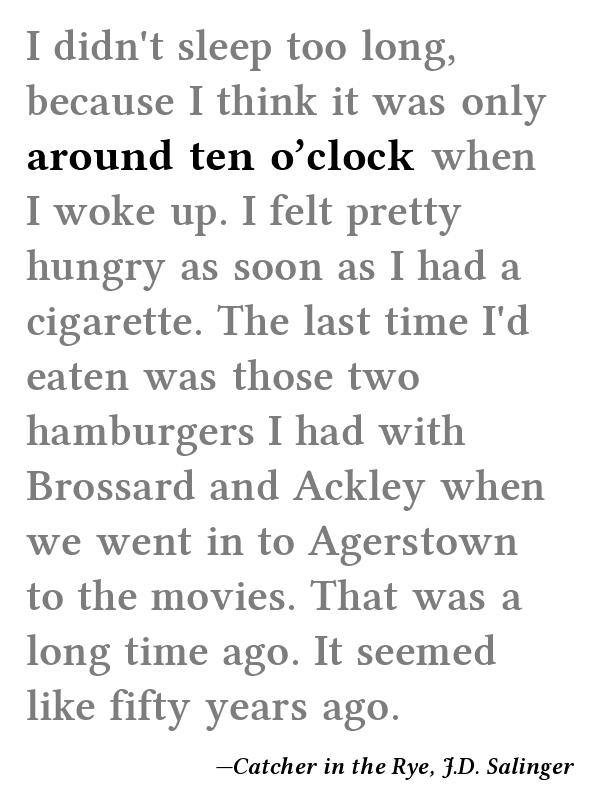 I didn't sleep too long,
because I think it was only
around ten o’clock when
I woke up. I felt pretty
hungry as soon as I had a
cigarette. The last time I'd
eaten was those two
hamburgers I had with
Brossard and Ackley when
we went in to Agerstown
to the movies. That was a
long time ago. It seemed
like fifty years ago.
—Catcher in the Rye, J.D. Salinger